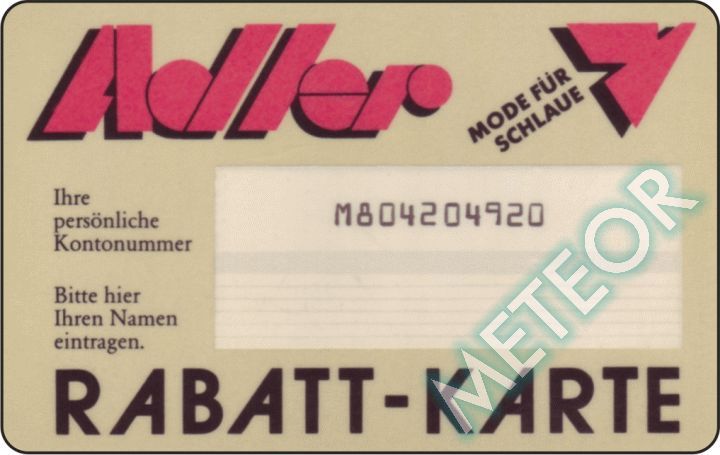 Adler
MODE FÜR
SCHLAUE
Ihre
persönliche
Kontonummer
M804204920
Bitte hier
Ihren Namen
eintragen.
RABATT-KARTE
METEOR